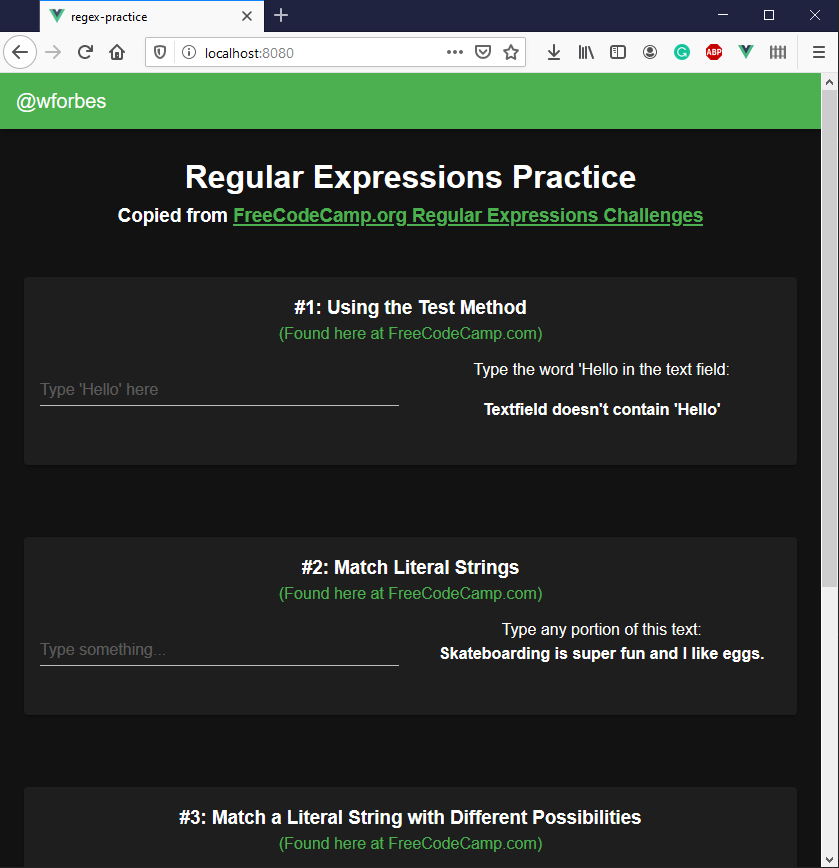 regex-practice
localhost:8080
ABP
@wforbes
Regular Expressions Practice
Copied from FreeCodeCamp.org Regular Expressions Challenges
#1: Using the Test Method
(Found here at FreeCodeCamp.com)
Type the word 'Hello in the text field:
Type 'Hello' here
Textfield doesn't contain 'Hello'
#2: Match Literal Strings
(Found here at FreeCodeCamp.com)
Type any portion of this text:
Type something...
Skateboarding is super fun and I like eggs.
#3: Match a Literal String with Different Possibilities
(Found here at FreeCodeCamp.com)